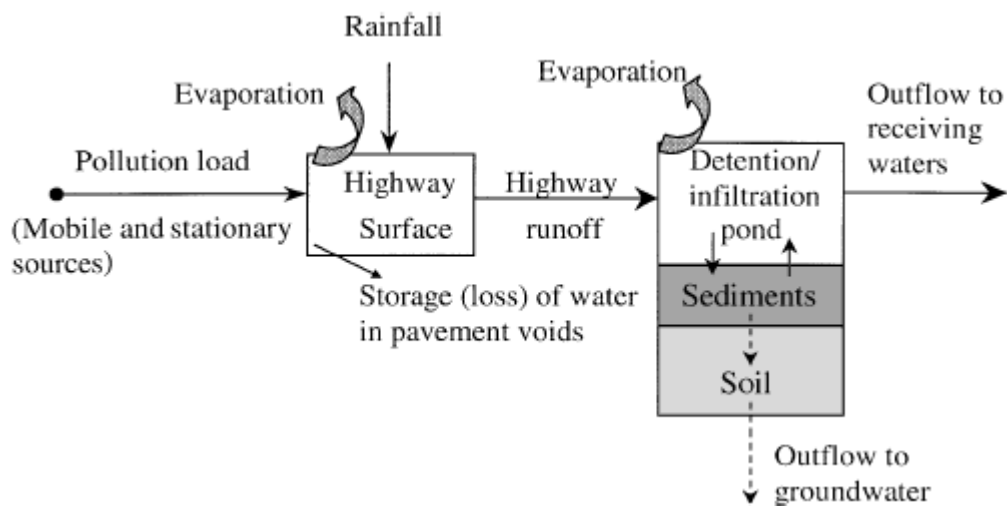 Rainfall
Evaporation
Evaporation
Outflow to
receiving
waters
Pollution load
(Mobile and stationary
sources)
Highway
Surface
Highway
runoff
Detention/
infiltration
pond
Storage (loss) of water
in pavement voids
Sediments
Soil
Outflow to
groundwater